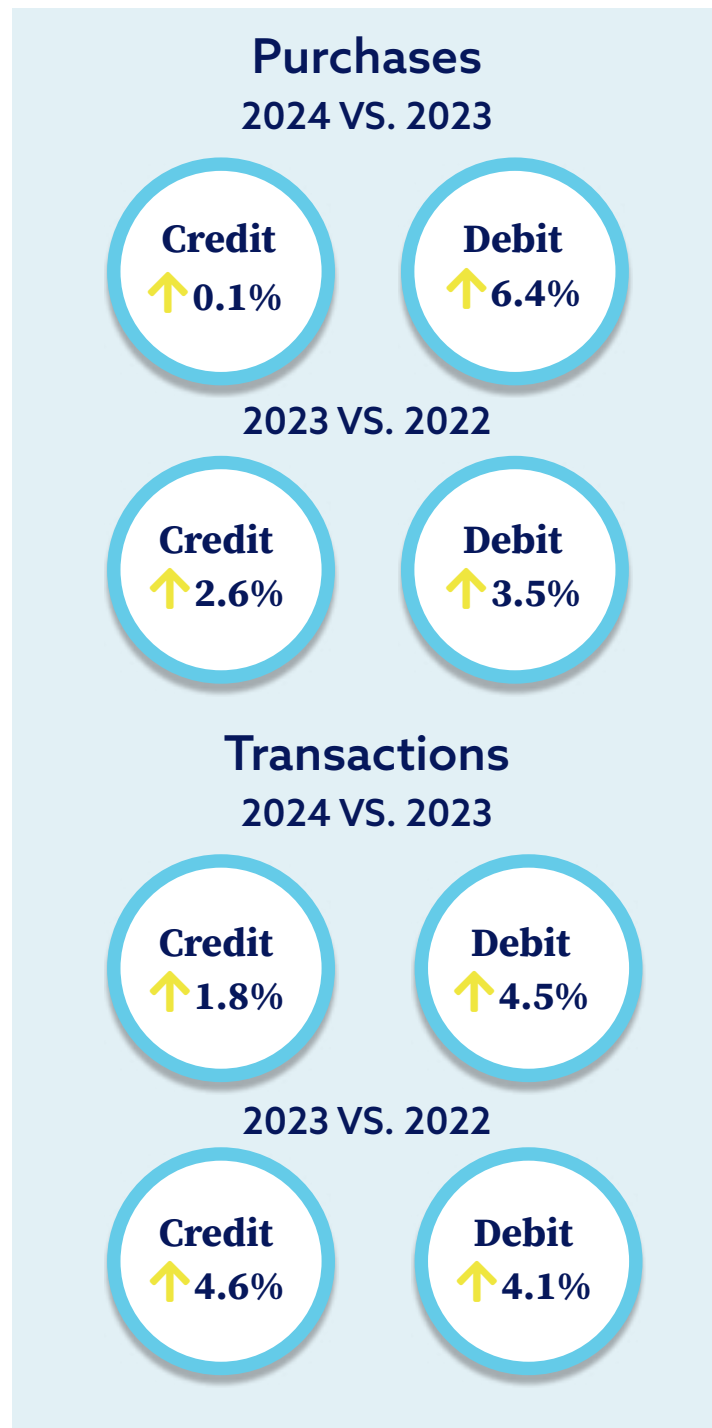 Purchases
2024 VS. 2023
Credit
↑ 0.1%
Debit
↑ 6.4%
2023 VS. 2022
Credit
↑ 2.6%
Debit
↑ 3.5%
Transactions
2024 VS. 2023
Credit
↑ 1.8%
Debit
↑ 4.5%
2023 VS. 2022
Credit
↑ 4.6%
Debit
↑ 4.1%